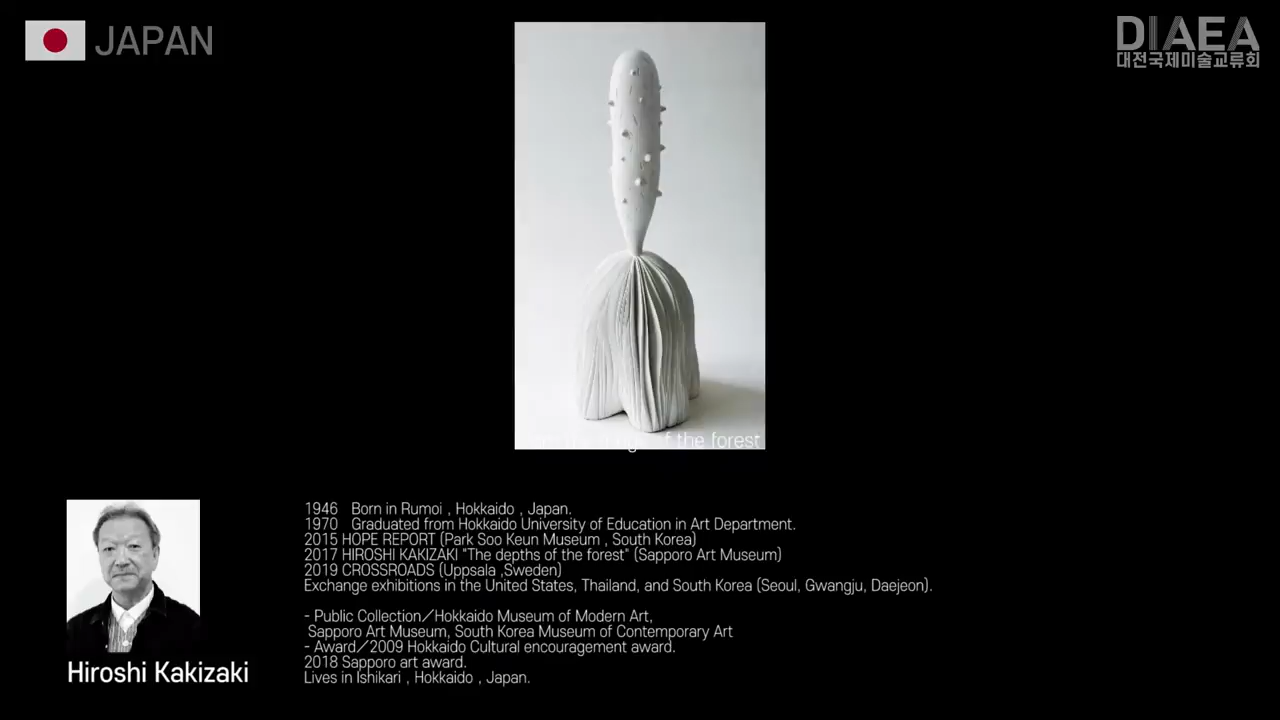 JAPAN
DIAEA
대전국제미술교류회
of the forest
1946 Born in Rumoi , Hokkaido , Japan.
1970 Graduated from Hokkaido University of Education in Art Department.
2015 HOPE REPORT (Park Soo Keun Museum , South Korea)
2017 HIROSHI KAKIZAKI "The depths of the forest" (Sapporo Art Museum)
2019 CROSSROADS (Uppsala ,Sweden)
Exchange exhibitions in the United States, Thailand, and South Korea (Seoul, Gwangju, Daejeon).
- Public Collection／Hokkaido Museum of Modern Art,
Sapporo Art Museum, South Korea Museum of Contemporary Art
- Award／2009 Hokkaido Cultural encouragement award.
2018 Sapporo art award.
Lives in Ishikari , Hokkaido , Japan.
Hiroshi Kakizaki